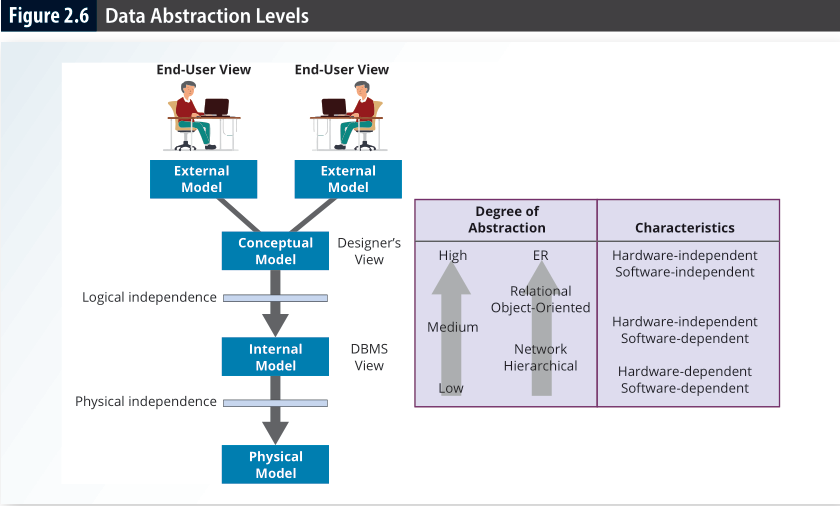 Figure 2.6 Data Abstraction Levels
End-User View
End-User View
External
Model
External
Model
Conceptual
Model
Designer's
View
Logical independence
Internal
Model
DBMS
View
Physical independence
Physical
Model
Degree of
Abstraction
Characteristics
High
ER
Hardware-independent
Software-independent
Relational
Object-Oriented
Medium
Hardware-independent
Software-dependent
Network
Hierarchical
Low
Hardware-dependent
Software-dependent